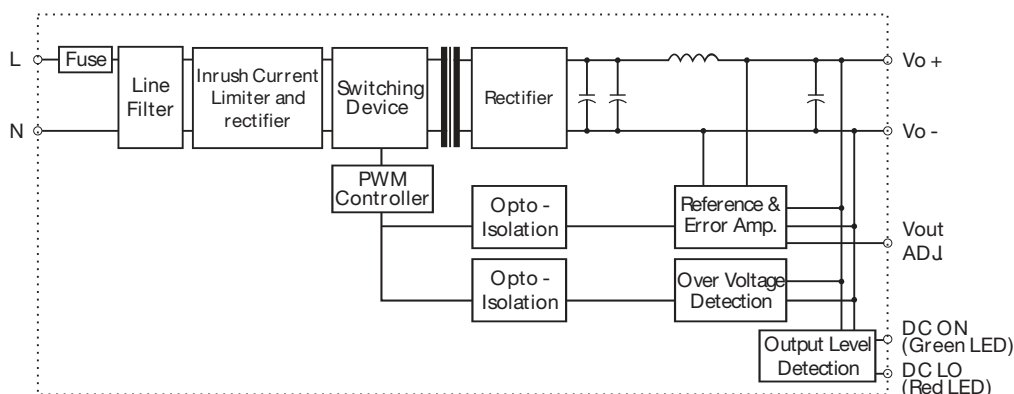 L
Fuse
N
Line
Filter
Inrush Current
Limiter and
rectifier
Switching
Device
Rectifier
Vo +
Vo -
PWM
Controller
Opto -
Isolation
Reference &
Error Amp.
Vout
ADJ.
Opto -
Isolation
Over Voltage
Detection
Output Level
Detection
DC ON
(Green LED)
DC LO
(Red LED)